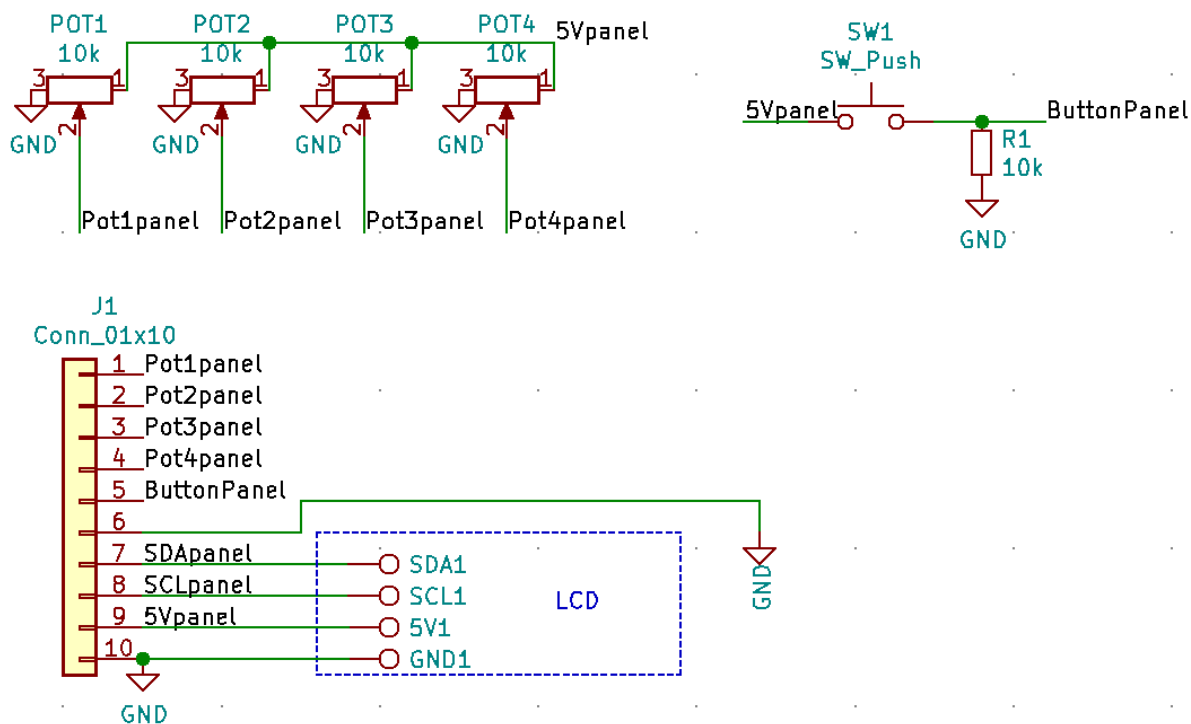 POT1
10k
3
1
2
GND
POT2
10k
3
1
2
GND
POT3
10k
3
1
2
GND
POT4
10k
3
1
2
GND
5Vpanel
Pot1panel
Pot2panel
Pot3panel
Pot4panel
SW1
SW_Push
5Vpanel
ButtonPanel
R1
10k
GND
J1
Conn_01x10
1 Pot1panel
2 Pot2panel
3 Pot3panel
4 Pot4panel
5 ButtonPanel
6
7 SDApanel
8 SCLpanel
9 5Vpanel
10
GND
SDA1
SCL1
5V1
GND1
LCD
GND